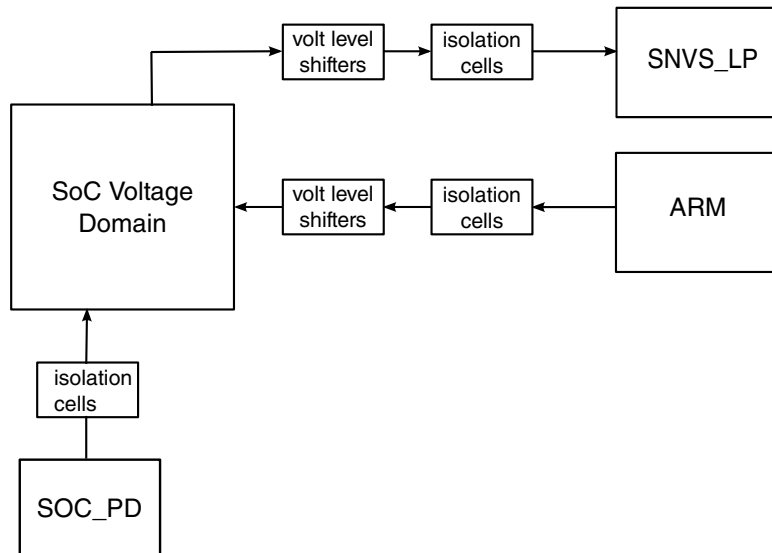 volt level
shifters
isolation
cells
SNVS_LP
SoC Voltage
Domain
volt level
shifters
isolation
cells
ARM
isolation
cells
SOC_PD